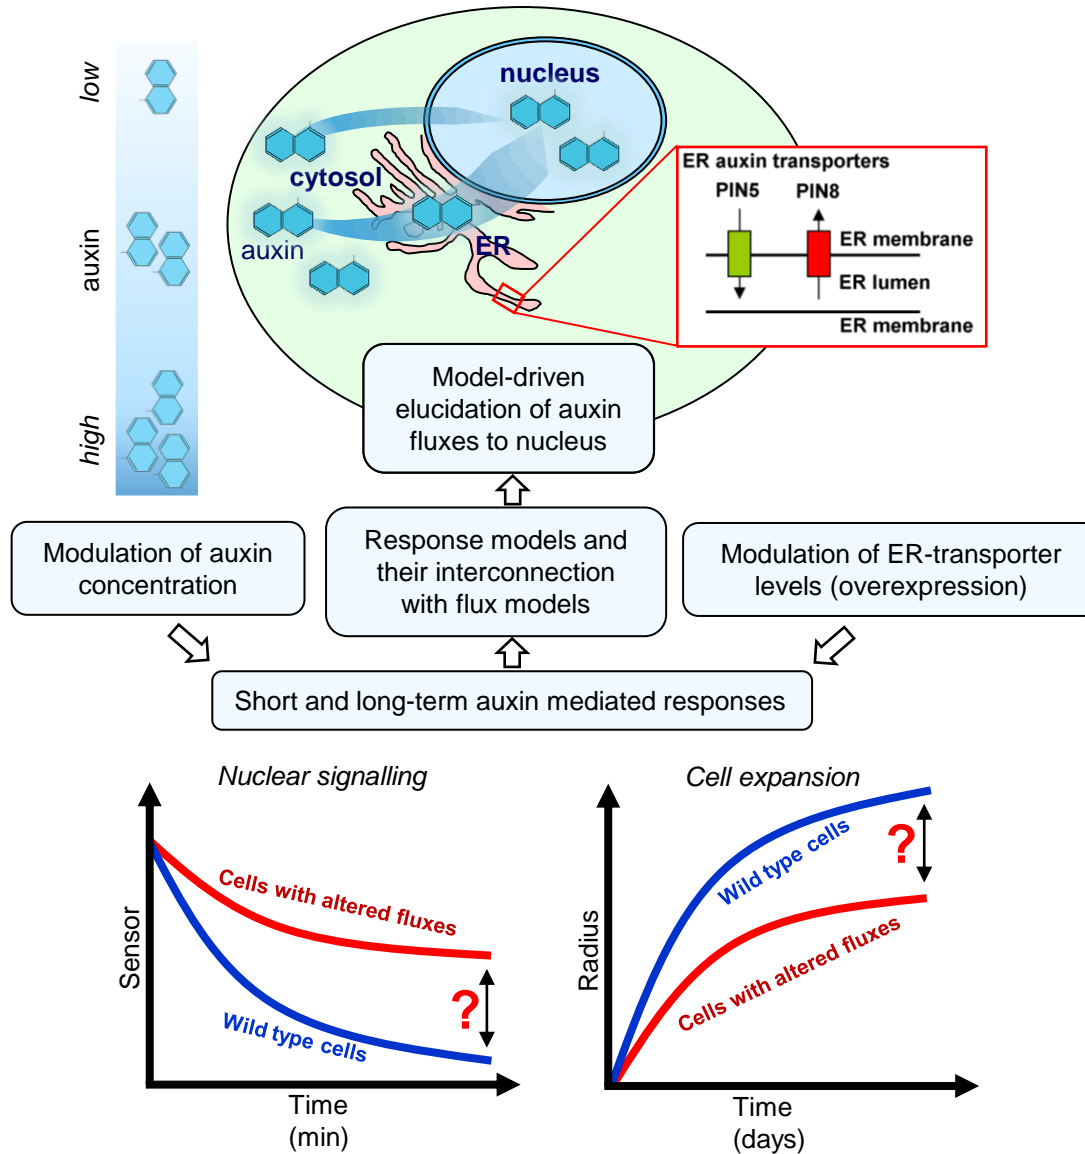 low
auxin
high
nucleus
cytosol
auxin
ER
ER auxin transporters
PIN5
PIN8
ER membrane
ER lumen
ER membrane
Model-driven
elucidation of auxin
fluxes to nucleus
Modulation of auxin
concentration
Response models and
their interconnection
with flux models
Modulation of ER-transporter
levels (overexpression)
Short and long-term auxin mediated responses
Nuclear signalling
Sensor
Cells with altered fluxes
Wild type cells
?
Time
(min)
Cell expansion
Radius
Wild type cells
Cells with altered fluxes
?
Time
(days)